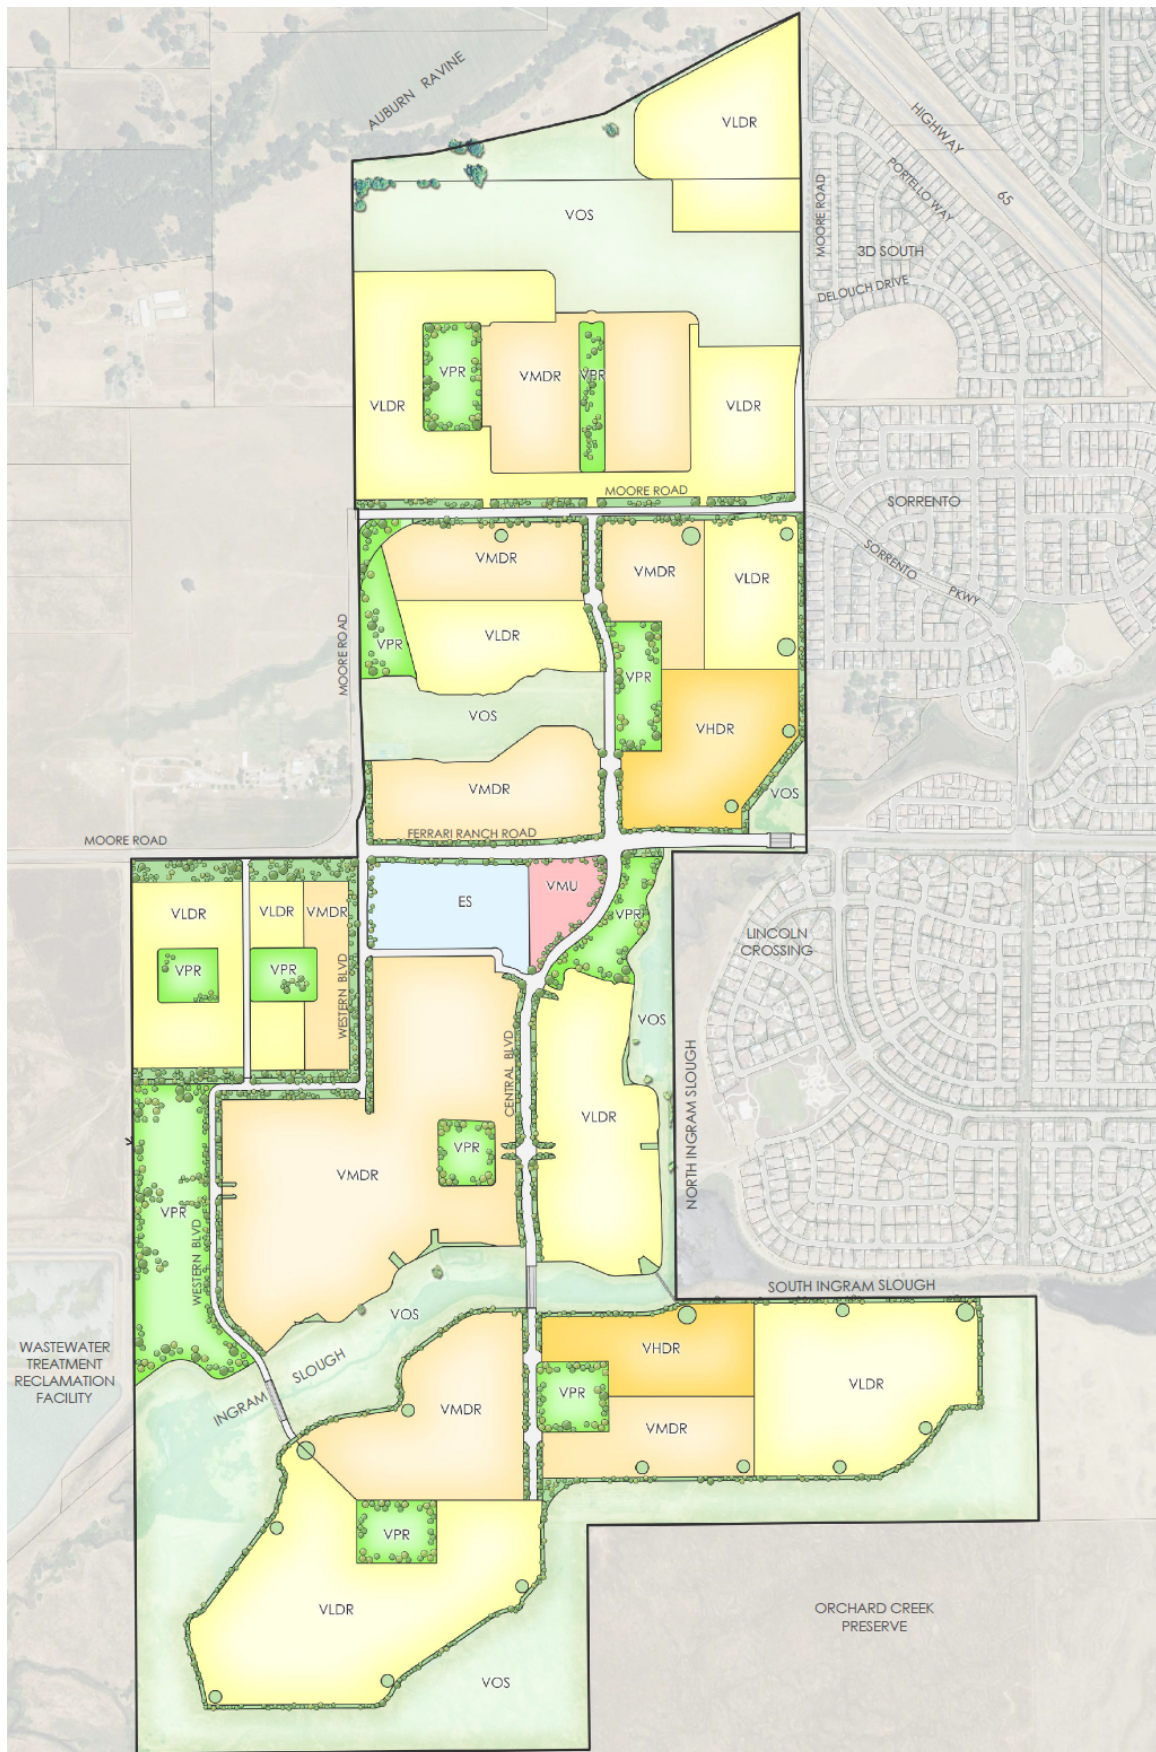 AUBURN RAVINE
VLDR
HIGHWAY
65
PORTELLO WAY
MOORE ROAD
VOS
3D SOUTH
DELOUCH DRIVE
VPR
VMDR
VPR
VLDR
VLDR
MOORE ROAD
SORRENTO
SORRENTO PKWY
VMDR
VMDR
VLDR
VLDR
VPR
MOORE ROAD
VPR
VOS
VHDR
VMDR
VOS
FERRARI RANCH ROAD
MOORE ROAD
VMU
ES
VLDR
VLDR
VMDR
VPR
LINCOLN
CROSSING
VPR
VPR
WESTERN BLVD
VOS
CENTRAL BLVD
NORTH INGRAM SLOUGH
VLDR
VPR
VMDR
VPR
WESTERN BLVD
SOUTH INGRAM SLOUGH
VOS
WASTEWATER
TREATMENT
RECLAMATION
FACILITY
INGRAM SLOUGH
VHDR
VPR
VLDR
VMDR
VMDR
VPR
VLDR
ORCHARD CREEK
PRESERVE
VOS